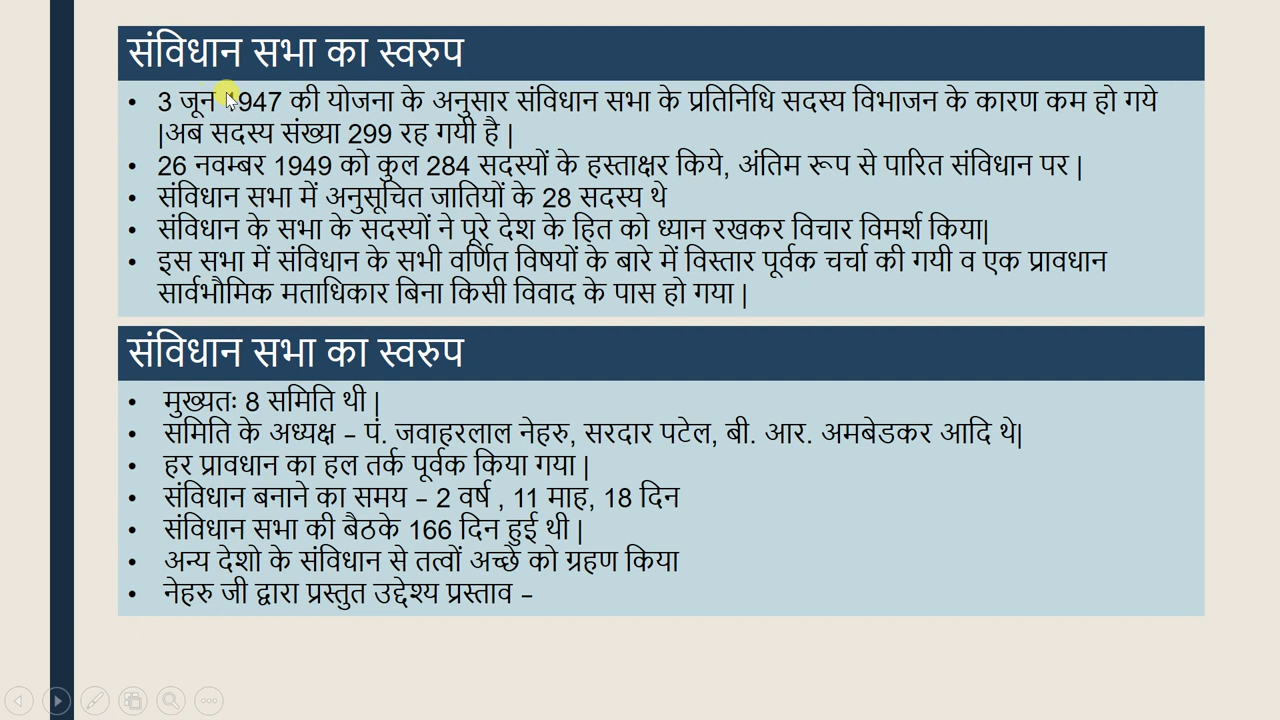 संविधान सभा का स्वरुप
• 3 जून 1947 की योजना के अनुसार संविधान सभा के प्रतिनिधि सदस्य विभाजन के कारण कम हो गये
|अब सदस्य संख्या 299 रह गयी है |
• 26 नवम्बर 1949 को कुल 284 सदस्यों के हस्ताक्षर किये, अंतिम रूप से पारित संविधान पर |
• संविधान सभा में अनुसूचित जातियों के 28 सदस्य थे
• संविधान के सभा के सदस्यों ने पूरे देश के हित को ध्यान रखकर विचार विमर्श किया|
• इस सभा में संविधान के सभी वर्णित विषयों के बारे में विस्तार पूर्वक चर्चा की गयी व एक प्रावधान
सार्वभौमिक मताधिकार बिना किसी विवाद के पास हो गया |
संविधान सभा का स्वरुप
• मुख्यतः 8 समिति थी |
• समिति के अध्यक्ष – पं. जवाहरलाल नेहरु, सरदार पटेल, बी. आर. अमबेडकर आदि थे|
• हर प्रावधान का हल तर्क पूर्वक किया गया |
• संविधान बनाने का समय – 2 वर्ष , 11 माह, 18 दिन
• संविधान सभा की बैठके 166 दिन हुई थी |
• अन्य देशो के संविधान से तत्वों अच्छे को ग्रहण किया
• नेहरु जी द्वारा प्रस्तुत उद्देश्य प्रस्ताव –